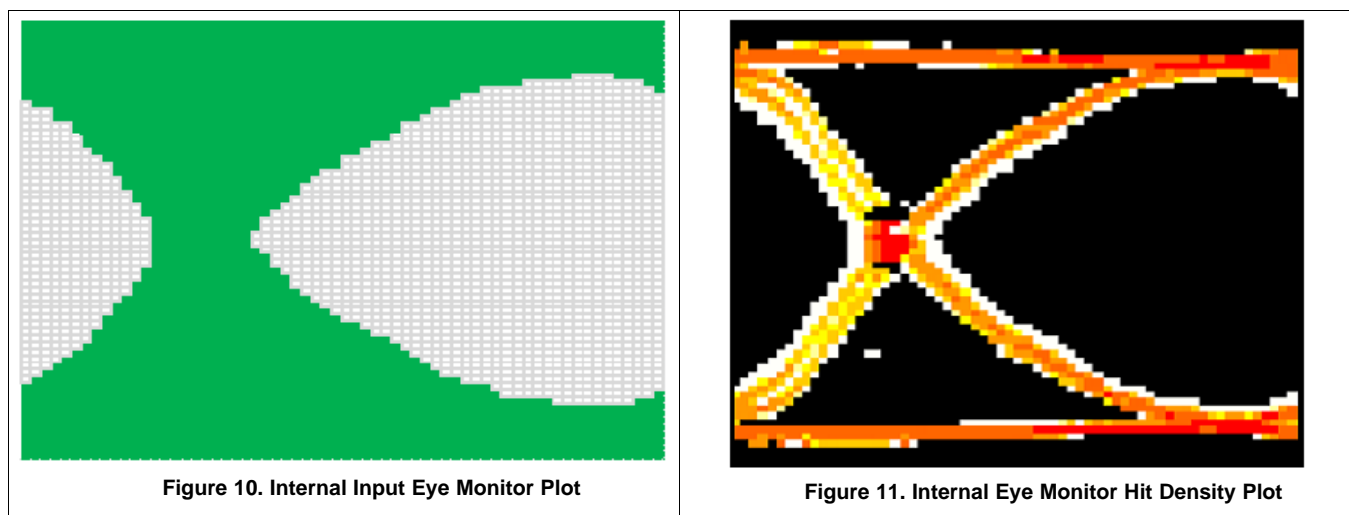 Figure 10. Internal Input Eye Monitor Plot
Figure 11. Internal Eye Monitor Hit Density Plot